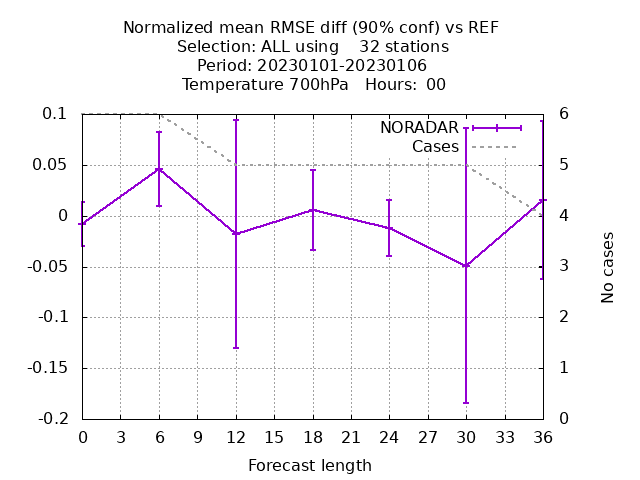 Normalized mean RMSE diff (90% conf) vs REF
Selection: ALL using    32 stations
Period: 20230101-20230106
Temperature 700hPa   Hours:  00
NORADAR
Cases
0.1
0.05
0
-0.05
-0.1
-0.15
-0.2
6
5
4
3
2
1
0
No cases
0 3 6 9 12 15 18 21 24 27 30 33 36
Forecast length